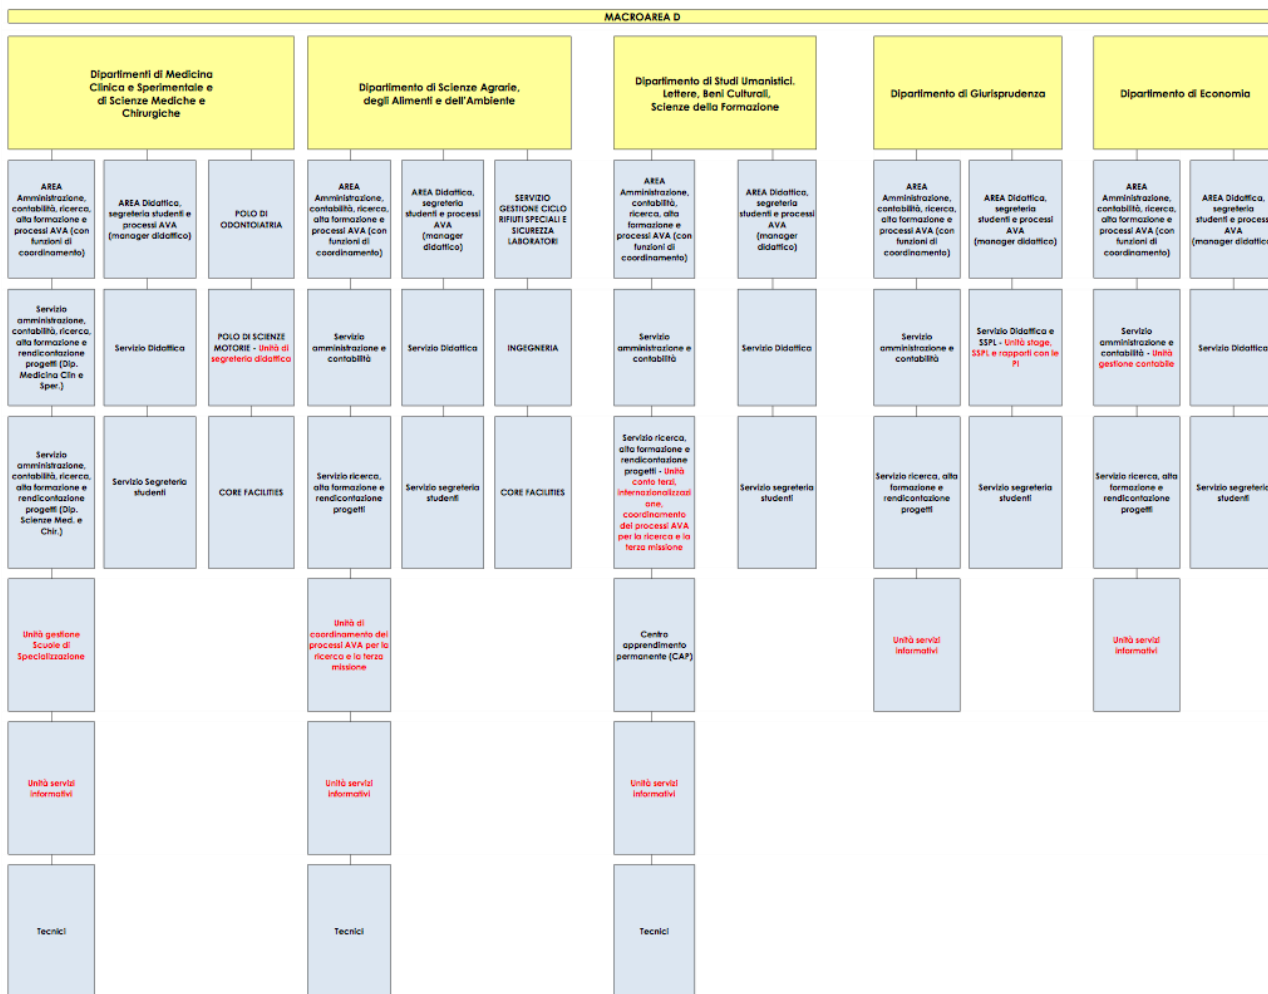 MACROAREA D
Dipartimenti di Medicina
Clinica e Sperimentale e
di Scienze Mediche e
Chirurgiche
Dipartimento di Scienze Agrarie,
degli Alimenti e dell'Ambiente
Dipartimento di Studi Umanistici.
Lettere, Beni Culturali,
Scienze della Formazione
Dipartimento di Giurisprudenza
Dipartimento di Economia
AREA
Amministrazione,
contabilità, ricerca,
alta formazione e
processi AVA (con
funzioni di
coordinamento)
AREA Didattica,
segreteria studenti e
processi AVA
(manager didattico)
POLO DI
ODONTOIATRIA
AREA
Amministrazione,
contabilità, ricerca,
alta formazione e
processi AVA (con
funzioni di
coordinamento)
AREA Didattica,
segreteria
studenti e processi
AVA
(manager
didattico)
SERVIZIO
GESTIONE CICLO
RIFIUTI SPECIALI E
SICUREZZA
LABORATORI
AREA
Amministrazione,
contabilità,
ricerca, alta
formazione e
processi AVA (con
funzioni di
coordinamento)
AREA Didattica,
segreteria
studenti e processi
AVA
(manager
didattico)
AREA
Amministrazione,
contabilità, ricerca,
alta formazione e
processi AVA (con
funzioni di
coordinamento)
AREA Didattica,
segreteria
studenti e processi
AVA
(manager didattico)
AREA
Amministrazione,
contabilità, ricerca,
alta formazione e
processi AVA (con
funzioni di
coordinamento)
AREA Didattica,
segreteria
studenti e process
AVA
(manager didattic
Servizio
amministrazione,
contabilità, ricerca,
alta formazione e
rendicontazione
progetti (Dip.
Medicina Clin e
Sper.)
Servizio Didattica
POLO DI SCIENZE
MOTORIE - Unità di
segreteria didattica
Servizio
amministrazione e
contabilità
Servizio Didattica
INGEGNERIA
Servizio
amministrazione e
contabilità
Servizio Didattica
Servizio
amministrazione e
contabilità
Servizio Didattica e
SSPL - Unità stage,
SSPL e rapporti con le
PI
Servizio
amministrazione e
contabilità - Unità
gestione contabile
Servizio Didattica
Servizio
amministrazione,
contabilità, ricerca,
alta formazione e
rendicontazione
progetti (Dip.
Scienze Med. e
Chir.)
Servizio Segreteria
studenti
CORE FACILITIES
Servizio ricerca,
alta formazione e
rendicontazione
progetti
Servizio segreteria
studenti
CORE FACILITIES
Servizio ricerca,
alta formazione e
rendicontazione
progetti - Unità
conto terzi,
internazionalizzazi
one,
coordinamento
dei processi AVA
per la ricerca e la
terza missione
Servizio segreteria
studenti
Servizio ricerca, alta
formazione e
rendicontazione
progetti
Servizio segreteria
studenti
Servizio ricerca, alta
formazione e
rendicontazione
progetti
Servizio segreteria
studenti
Unità gestione
Scuole di
Specializzazione
Unità di
coordinamento dei
processi AVA per la
ricerca e la terza
missione
Centro
apprendimento
permanente (CAP)
Unità servizi
informativi
Unità servizi
informativi
Unità servizi
informativi
Unità servizi
informativi
Unità servizi
informativi
Tecnici
Tecnici
Tecnici